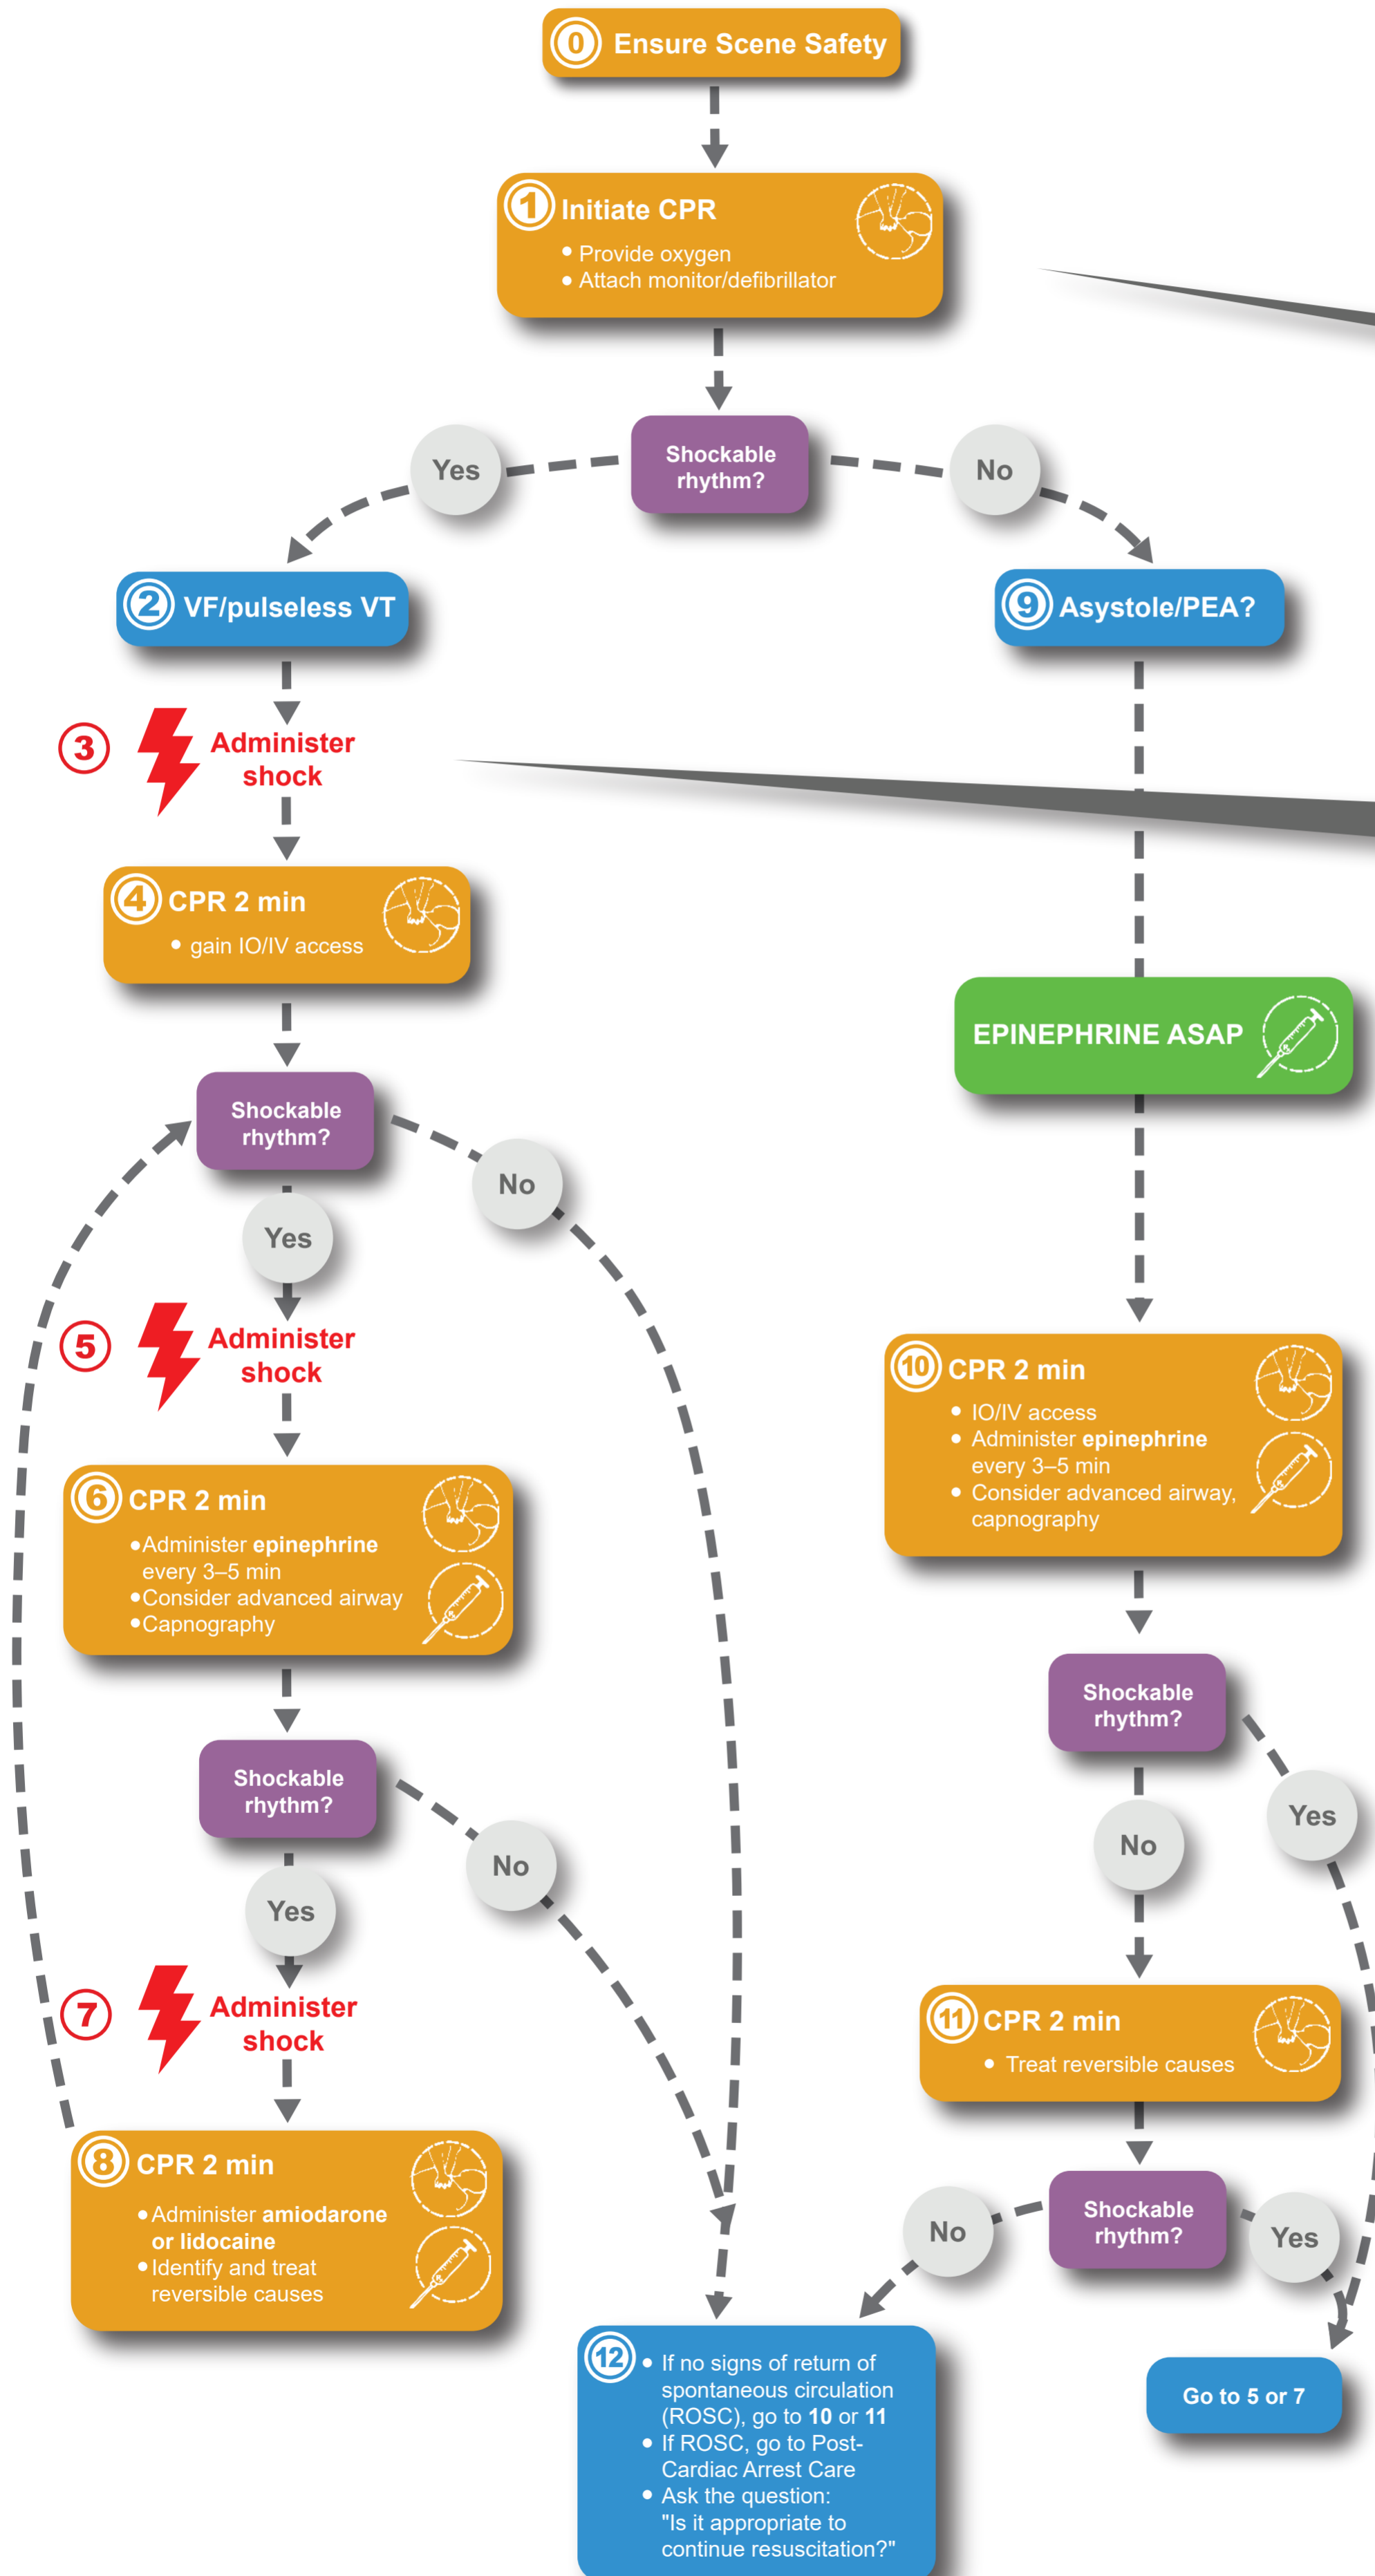 0 Ensure Scene Safety
1 Initiate CPR
• Provide oxygen
• Attach monitor/defibrillator
Shockable
rhythm?
Yes
No
2 VF/pulseless VT
3
Administer
shock
4 CPR 2 min
• gain IO/IV access
Shockable
rhythm?
No
Yes
5
Administer
shock
6 CPR 2 min
•Administer epinephrine
every 3–5 min
•Consider advanced airway
•Capnography
Shockable
rhythm?
No
Yes
7
Administer
shock
8 CPR 2 min
•Administer amiodarone
or lidocaine
•Identify and treat
reversible causes
9 Asystole/PEA?
EPINEPHRINE ASAP
10 CPR 2 min
• IO/IV access
• Administer epinephrine
every 3–5 min
• Consider advanced airway,
capnography
Shockable
rhythm?
Yes
No
11 CPR 2 min
• Treat reversible causes
Shockable
rhythm?
No
Yes
12
• If no signs of return of
spontaneous circulation
(ROSC), go to 10 or 11
• If ROSC, go to Post-
Cardiac Arrest Care
• Ask the question:
"Is it appropriate to
continue resuscitation?"
Go to 5 or 7